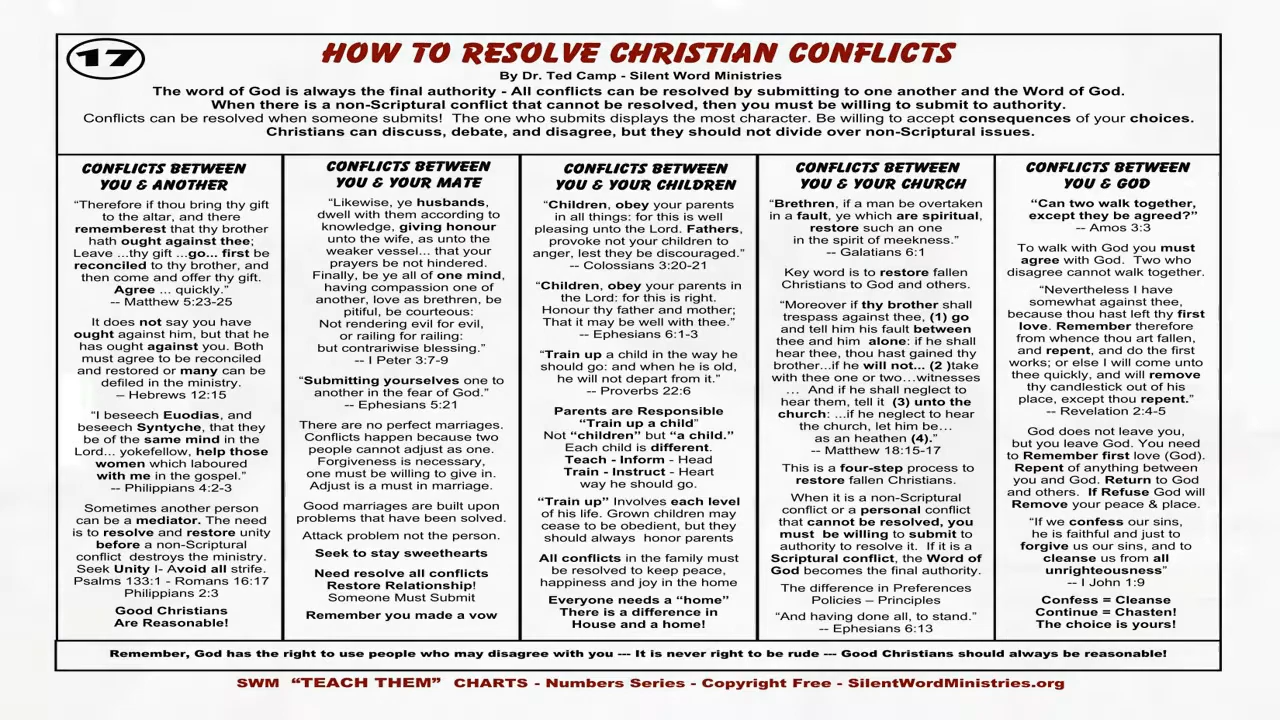 17
HOW TO RESOLVE CHRISTIAN CONFLICTS
By Dr. Ted Camp - Silent Word Ministries
The word of God is always the final authority - All conflicts can be resolved by submitting to one another and the Word of God.
When there is a non-Scriptural conflict that cannot be resolved, then you must be willing to submit to authority.
Conflicts can be resolved when someone submits! The one who submits displays the most character. Be willing to accept consequences of your choices.
Christians can discuss, debate, and disagree, but they should not divide over non-Scriptural issues.
CONFLICTS BETWEEN
YOU & ANOTHER
“Therefore if thou bring thy gift
to the altar, and there
rememberest that thy brother
hath ought against thee;
Leave ...thy gift ...go... first be
reconciled to thy brother, and
then come and offer thy gift.
Agree ... quickly.”
-- Matthew 5:23-25
It does not say you have
ought against him, but that he
has ought against you. Both
must agree to be reconciled
and restored or many can be
defiled in the ministry.
– Hebrews 12:15
“I beseech Euodias, and
beseech Syntyche, that they
be of the same mind in the
Lord... yokefellow, help those
women which laboured
with me in the gospel.”
-- Philippians 4:2-3
Sometimes another person
can be a mediator. The need
is to resolve and restore unity
before a non-Scriptural
conflict destroys the ministry.
Seek Unity I- Avoid all strife.
Psalms 133:1 - Romans 16:17
Philippians 2:3
Good Christians
Are Reasonable!
CONFLICTS BETWEEN
YOU & YOUR MATE
“Likewise, ye husbands,
dwell with them according to
knowledge, giving honour
unto the wife, as unto the
weaker vessel... that your
prayers be not hindered.
Finally, be ye all of one mind,
having compassion one of
another, love as brethren, be
pitiful, be courteous:
Not rendering evil for evil,
or railing for railing:
but contrariwise blessing.”
-- I Peter 3:7-9
“Submitting yourselves one to
another in the fear of God.”
-- Ephesians 5:21
There are no perfect marriages.
Conflicts happen because two
people cannot adjust as one.
Forgiveness is necessary,
one must be willing to give in.
Adjust is a must in marriage.
Good marriages are built upon
problems that have been solved.
Attack problem not the person.
Seek to stay sweethearts
Need resolve all conflicts
Restore Relationship!
Someone Must Submit
Remember you made a vow
CONFLICTS BETWEEN
YOU & YOUR CHILDREN
“Children, obey your parents
in all things: for this is well
pleasing unto the Lord. Fathers,
provoke not your children to
anger, lest they be discouraged.”
-- Colossians 3:20-21
“Children, obey your parents in
the Lord: for this is right.
Honour thy father and mother;
That it may be well with thee.”
-- Ephesians 6:1-3
“Train up a child in the way he
should go: and when he is old,
he will not depart from it.”
-- Proverbs 22:6
Parents are Responsible
“Train up a child”
Not “children” but “a child.”
Each child is different.
Teach - Inform - Head
Train - Instruct - Heart
way he should go.
“Train up” Involves each level
of his life. Grown children may
cease to be obedient, but they
should always honor parents
All conflicts in the family must
be resolved to keep peace,
happiness and joy in the home
Everyone needs a “home”
There is a difference in
House and a home!
CONFLICTS BETWEEN
YOU & YOUR CHURCH
“Brethren, if a man be overtaken
in a fault, ye which are spiritual,
restore such an one
in the spirit of meekness.”
-- Galatians 6:1
Key word is to restore fallen
Christians to God and others.
“Moreover if thy brother shall
trespass against thee, (1) go
and tell him his fault between
thee and him alone: if he shall
hear thee, thou hast gained thy
brother...if he will not... (2 )take
with thee one or two...witnesses
... And if he shall neglect to
hear them, tell it (3) unto the
church: ...if he neglect to hear
the church, let him be...
as an heathen (4).”
-- Matthew 18:15-17
This is a four-step process to
restore fallen Christians.
When it is a non-Scriptural
conflict or a personal conflict
that cannot be resolved, you
must be willing to submit to
authority to resolve it. If it is a
Scriptural conflict, the Word of
God becomes the final authority.
The difference in Preferences
Policies – Principles
“And having done all, to stand.”
-- Ephesians 6:13
CONFLICTS BETWEEN
YOU & GOD
“Can two walk together,
except they be agreed?”
-- Amos 3:3
To walk with God you must
agree with God. Two who
disagree cannot walk together.
“Nevertheless I have
somewhat against thee,
because thou hast left thy first
love. Remember therefore
from whence thou art fallen,
and repent, and do the first
works; or else I will come unto
thee quickly, and will remove
thy candlestick out of his
place, except thou repent.”
-- Revelation 2:4-5
God does not leave you,
but you leave God. You need
to Remember first love (God).
Repent of anything between
you and God. Return to God
and others. If Refuse God will
Remove your peace & place.
“If we confess our sins,
he is faithful and just to
forgive us our sins, and to
cleanse us from all
unrighteousness”
-- I John 1:9
Confess = Cleanse
Continue = Chasten!
The choice is yours!
Remember, God has the right to use people who may disagree with you --- It is never right to be rude --- Good Christians should always be reasonable!
SWM “TEACH THEM” CHARTS - Numbers Series - Copyright Free - SilentWordMinistries.org